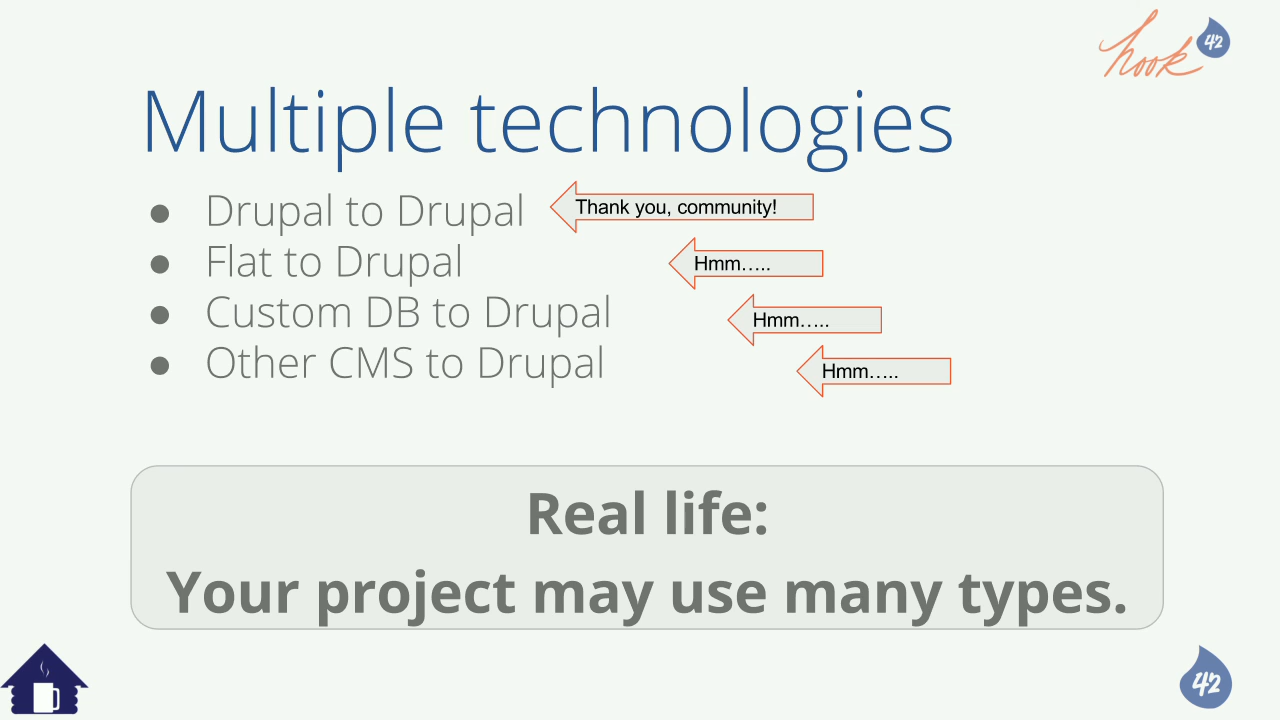 hook 42
Multiple technologies
● Drupal to Drupal
Thank you, community!
● Flat to Drupal
Hmm…..
● Custom DB to Drupal
Hmm…..
● Other CMS to Drupal
Hmm…..
Real life:
Your project may use many types.
42